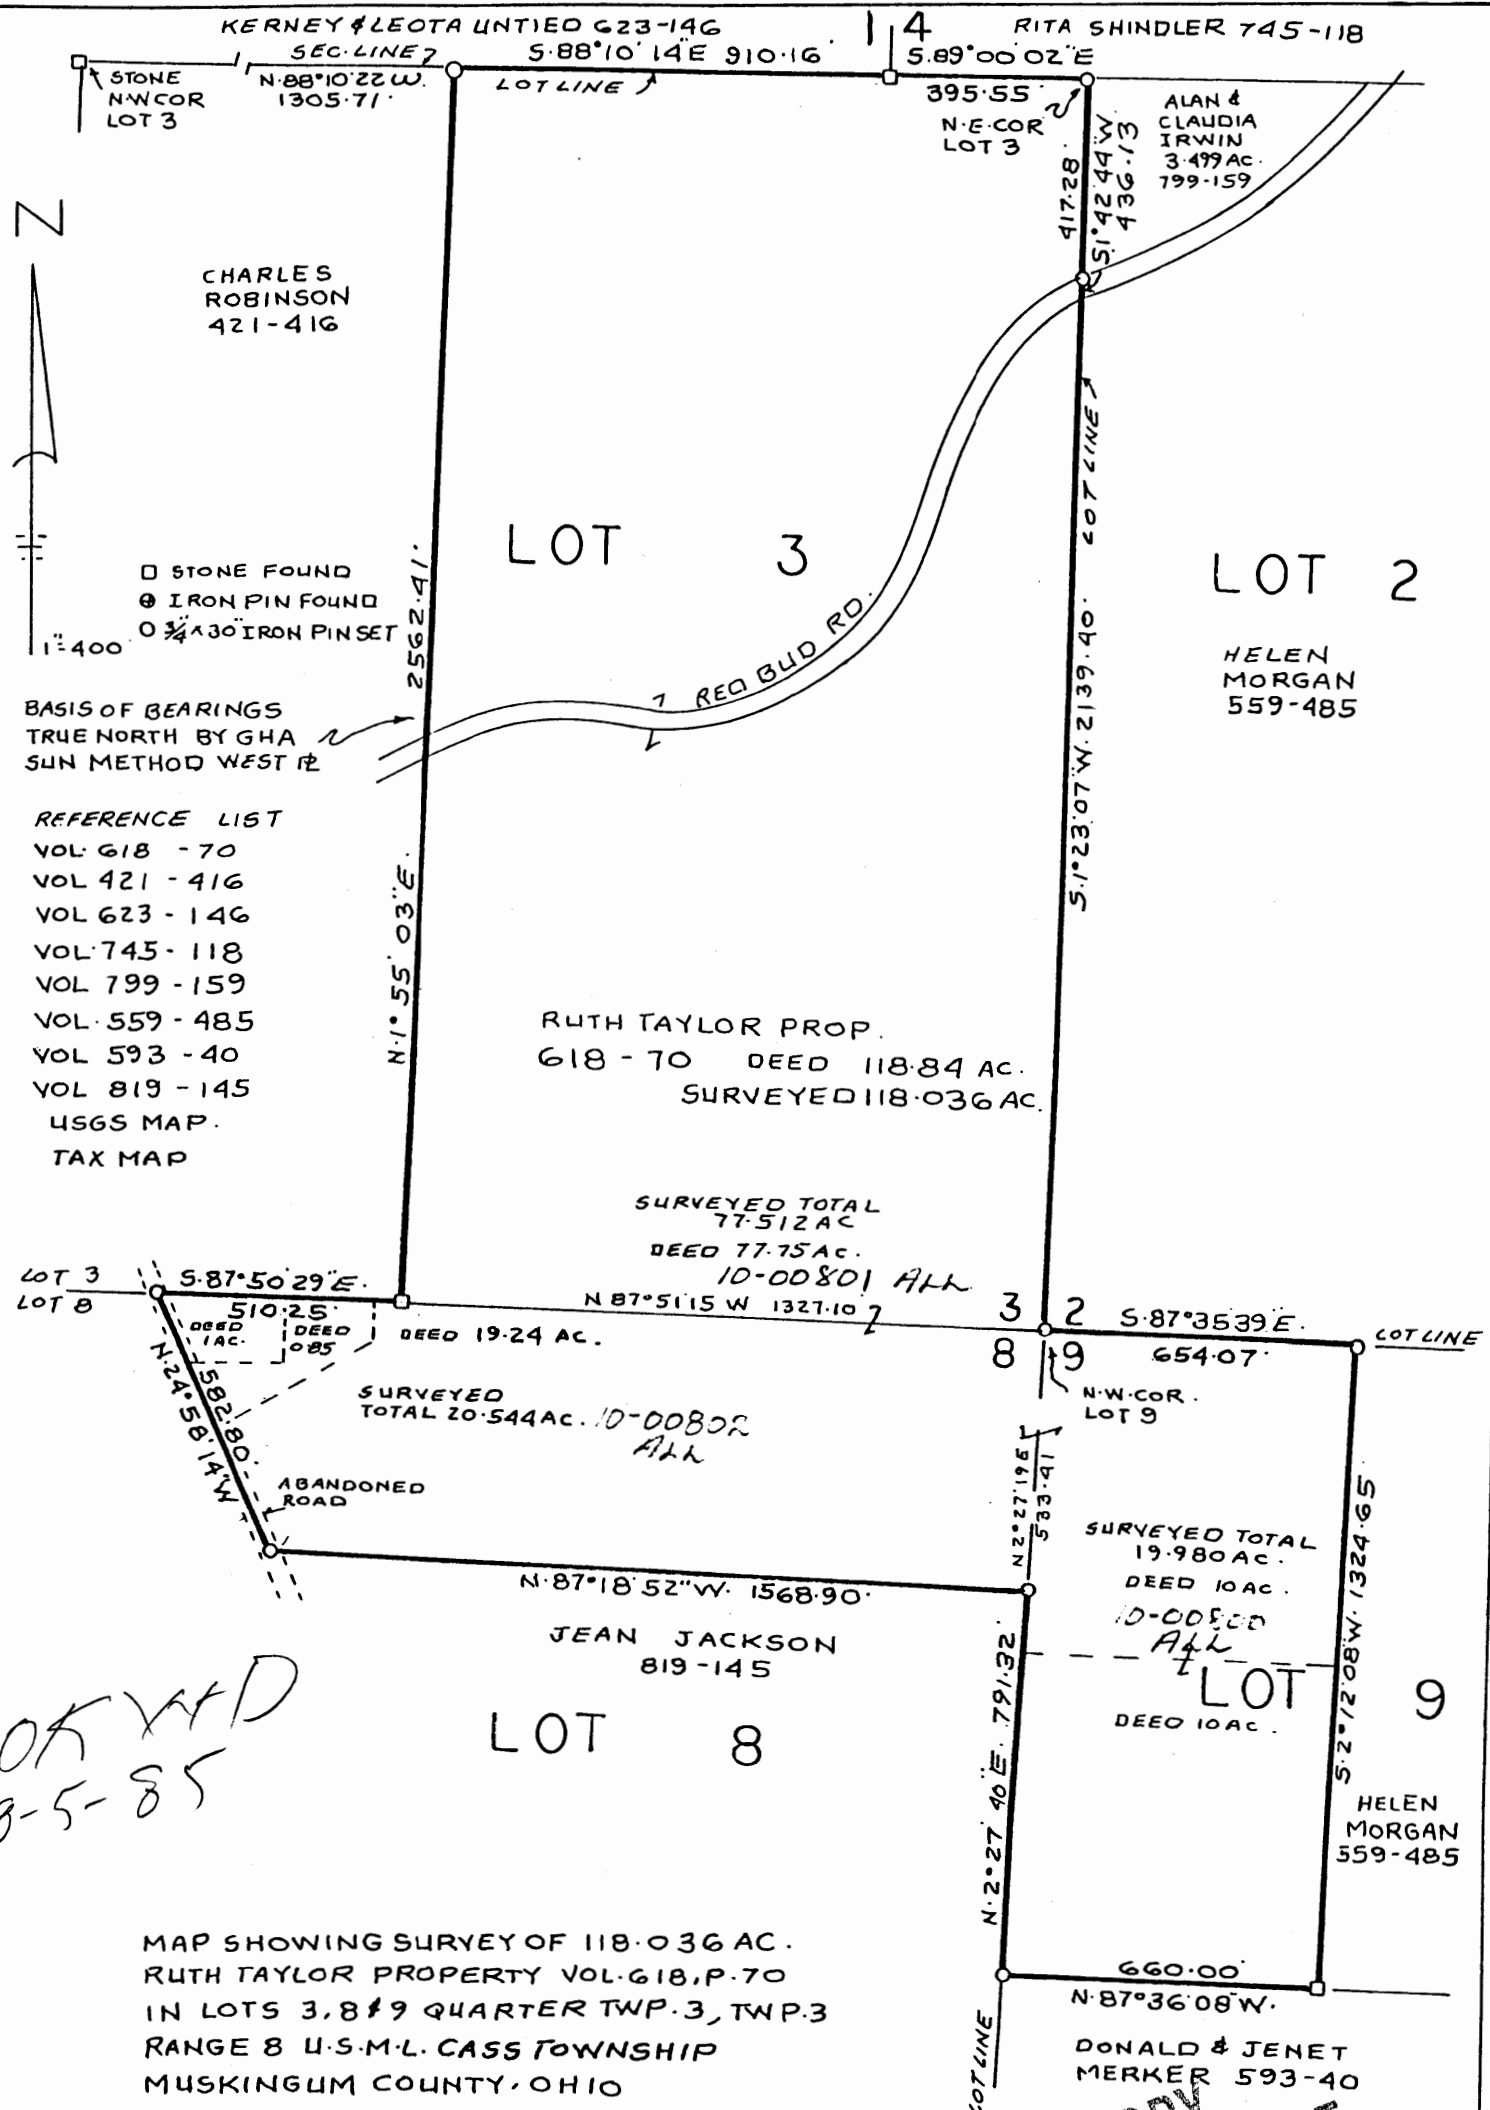 KERNEY & LEOTA UNTIED 623-146
1 4
RITA SHINDLER 745-118
SEC. LINE
S.88°10'14"E 910.16'
S.89°00'02"E
STONE
N.W COR
LOT 3
N.88°10'22W.
1305.71'
LOT LINE
395.55'
N.E.COR
LOT 3
417.28'
S1°42'44"W
436.13
ALAN &
CLAUDIA
IRWIN
3.499 AC.
799-159
N
CHARLES
ROBINSON
421-416
LOT LINE
LOT 3
LOT 2
□ STONE FOUND
⊕ IRON PIN FOUND
O 3/4"x30" IRON PIN SET
1"=400'
2562.41'
RED BUD RD.
HELEN
MORGAN
559-485
BASIS OF BEARINGS
TRUE NORTH BY GHA
SUN METHOD WEST ⅊
S.1°23'07"W. 2139.40'
REFERENCE LIST
VOL. 618 - 70
VOL 421 - 416
VOL 623 - 146
VOL. 745 - 118
VOL 799 - 159
VOL. 559 - 485
VOL 593 - 40
VOL 819 - 145
USGS MAP.
TAX MAP
N.1°55'03"E.
RUTH TAYLOR PROP.
618 - 70 DEED 118.84 AC.
SURVEYED 118.036 AC.
SURVEYED TOTAL
77.512 AC
DEED 77.75 AC.
10-00801 ALL
LOT 3
LOT 8
S.87°50'29"E.
510.25'
N 87°51'15 W 1327.10'
3 2
8 9
S.87°35'39"E.
654.07'
LOT LINE
DEED
1 AC.
DEED
0.85
DEED 19.24 AC.
N.W.COR.
LOT 9
N.24°58'14"W
582.80'
SURVEYED
TOTAL 20.544 AC. 10-00802
ALL
ABANDONED
ROAD
N2°27'19E
533.41
SURVEYED TOTAL
19.980 AC.
DEED 10 AC.
ALL
S.2°12'08"W. 1324.65
N.87°18'52"W. 1568.90'
JEAN JACKSON
819-145
LOT 8
LOT 9
DEED 10 AC.
N.2°27'40"E. 791.32'
OK
5-85
HELEN
MORGAN
559-485
660.00'
N.87°36'08"W.
LOT LINE
DONALD & JENET
MERKER 593-40
MAP SHOWING SURVEY OF 118.036 AC.
RUTH TAYLOR PROPERTY VOL.618, P.70
IN LOTS 3,8&9 QUARTER TWP.3, TWP.3
RANGE 8 U.S.M.L. CASS TOWNSHIP
MUSKINGUM COUNTY, OHIO